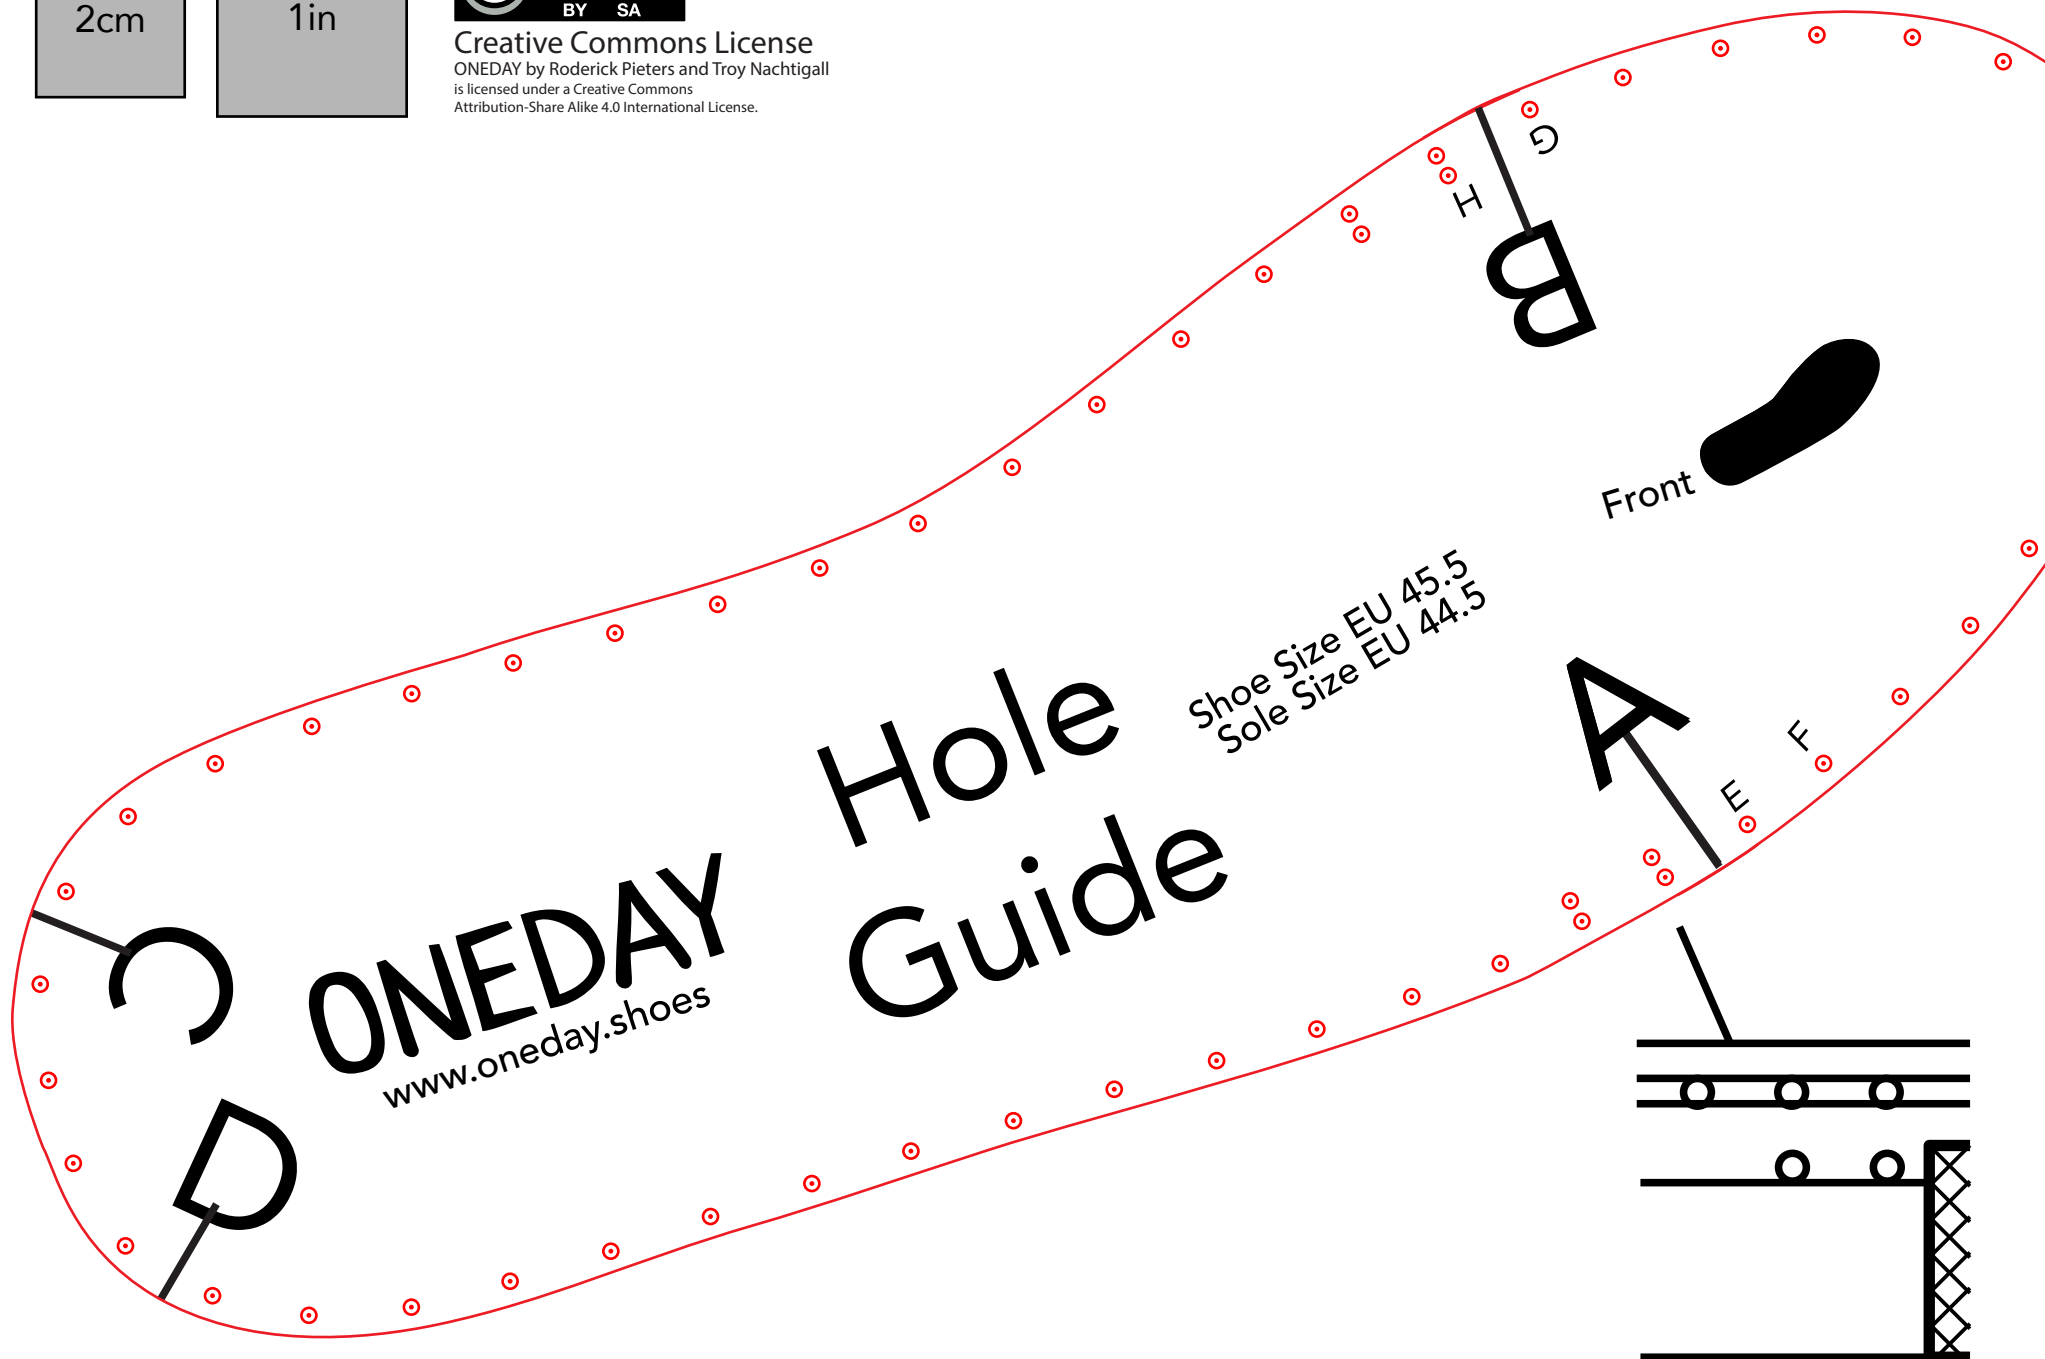 2cm
1in
BY SA
Creative Commons License
ONEDAY by Roderick Pieters and Troy Nachtigall
is licensed under a Creative Commons
Attribution-Share Alike 4.0 International License.
G
H
B
Front
Shoe Size EU 45.5
Sole Size EU 44.5
Hole
Guide
A
F
E
C
ONEDAY
www.oneday.shoes
D